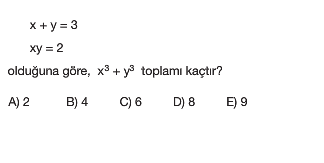 x + y = 3
xy = 2
olduğuna göre, x³ + y³ toplamı kaçtır?
A) 2 B) 4 C) 6 D) 8 E) 9